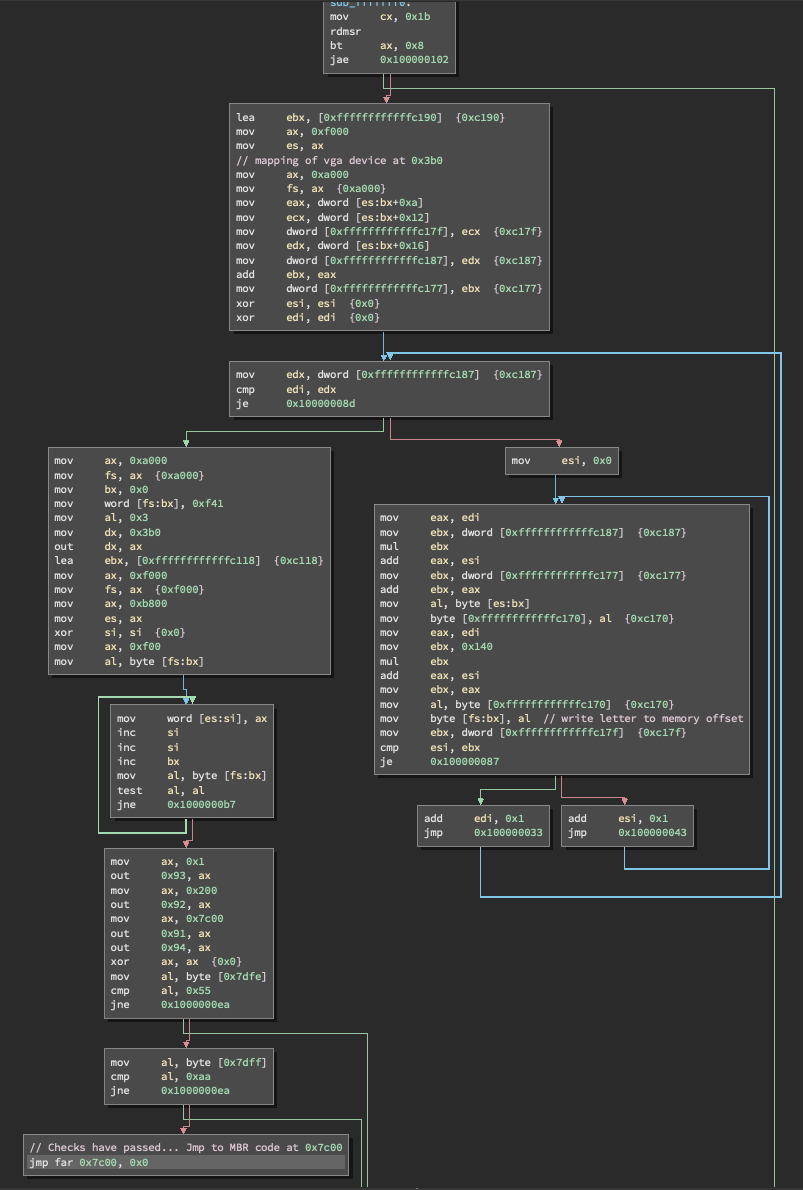 sub_fffffff0:
mov cx, 0x1b
rdmsr
bt ax, 0x8
jae 0x100000102
lea ebx, [0xffffffffffffc190] {0xc190}
mov ax, 0xf000
mov es, ax
// mapping of vga device at 0x3b0
mov ax, 0xa000
mov fs, ax {0xa000}
mov eax, dword [es:bx+0xa]
mov ecx, dword [es:bx+0x12]
mov dword [0xffffffffffffc17f], ecx {0xc17f}
mov edx, dword [es:bx+0x16]
mov dword [0xffffffffffffc187], edx {0xc187}
add ebx, eax
mov dword [0xffffffffffffc177], ebx {0xc177}
xor esi, esi {0x0}
xor edi, edi {0x0}
mov edx, dword [0xffffffffffffc187] {0xc187}
cmp edi, edx
je 0x10000008d
mov ax, 0xa000
mov fs, ax {0xa000}
mov bx, 0x0
mov word [fs:bx], 0xf41
mov al, 0x3
mov dx, 0x3b0
out dx, ax
lea ebx, [0xffffffffffffc118] {0xc118}
mov ax, 0xf000
mov fs, ax {0xf000}
mov ax, 0xb800
mov es, ax
xor si, si {0x0}
mov ax, 0xf00
mov al, byte [fs:bx]
mov esi, 0x0
mov eax, edi
mov ebx, dword [0xffffffffffffc187] {0xc187}
mul ebx
add eax, esi
mov ebx, dword [0xffffffffffffc177] {0xc177}
add ebx, eax
mov al, byte [es:bx]
mov byte [0xffffffffffffc170], al {0xc170}
mov eax, edi
mov ebx, 0x140
mul ebx
add eax, esi
mov ebx, eax
mov al, byte [0xffffffffffffc170] {0xc170}
mov byte [fs:bx], al // write letter to memory offset
mov ebx, dword [0xffffffffffffc17f] {0xc17f}
cmp esi, ebx
je 0x100000087
mov word [es:si], ax
inc si
inc si
inc bx
mov al, byte [fs:bx]
test al, al
jne 0x1000000b7
add edi, 0x1
jmp 0x100000033
add esi, 0x1
jmp 0x100000043
mov ax, 0x1
out 0x93, ax
mov ax, 0x200
out 0x92, ax
mov ax, 0x7c00
out 0x91, ax
out 0x94, ax
xor ax, ax {0x0}
mov al, byte [0x7dfe]
cmp al, 0x55
jne 0x1000000ea
mov al, byte [0x7dff]
cmp al, 0xaa
jne 0x1000000ea
// Checks have passed... Jmp to MBR code at 0x7c00
jmp far 0x7c00, 0x0